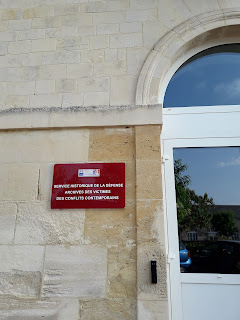 SERVICE HISTORIQUE DE LA DÉFENSE
ARCHIVES DES VICTIMES
DES CONFLITS CONTEMPORAINS